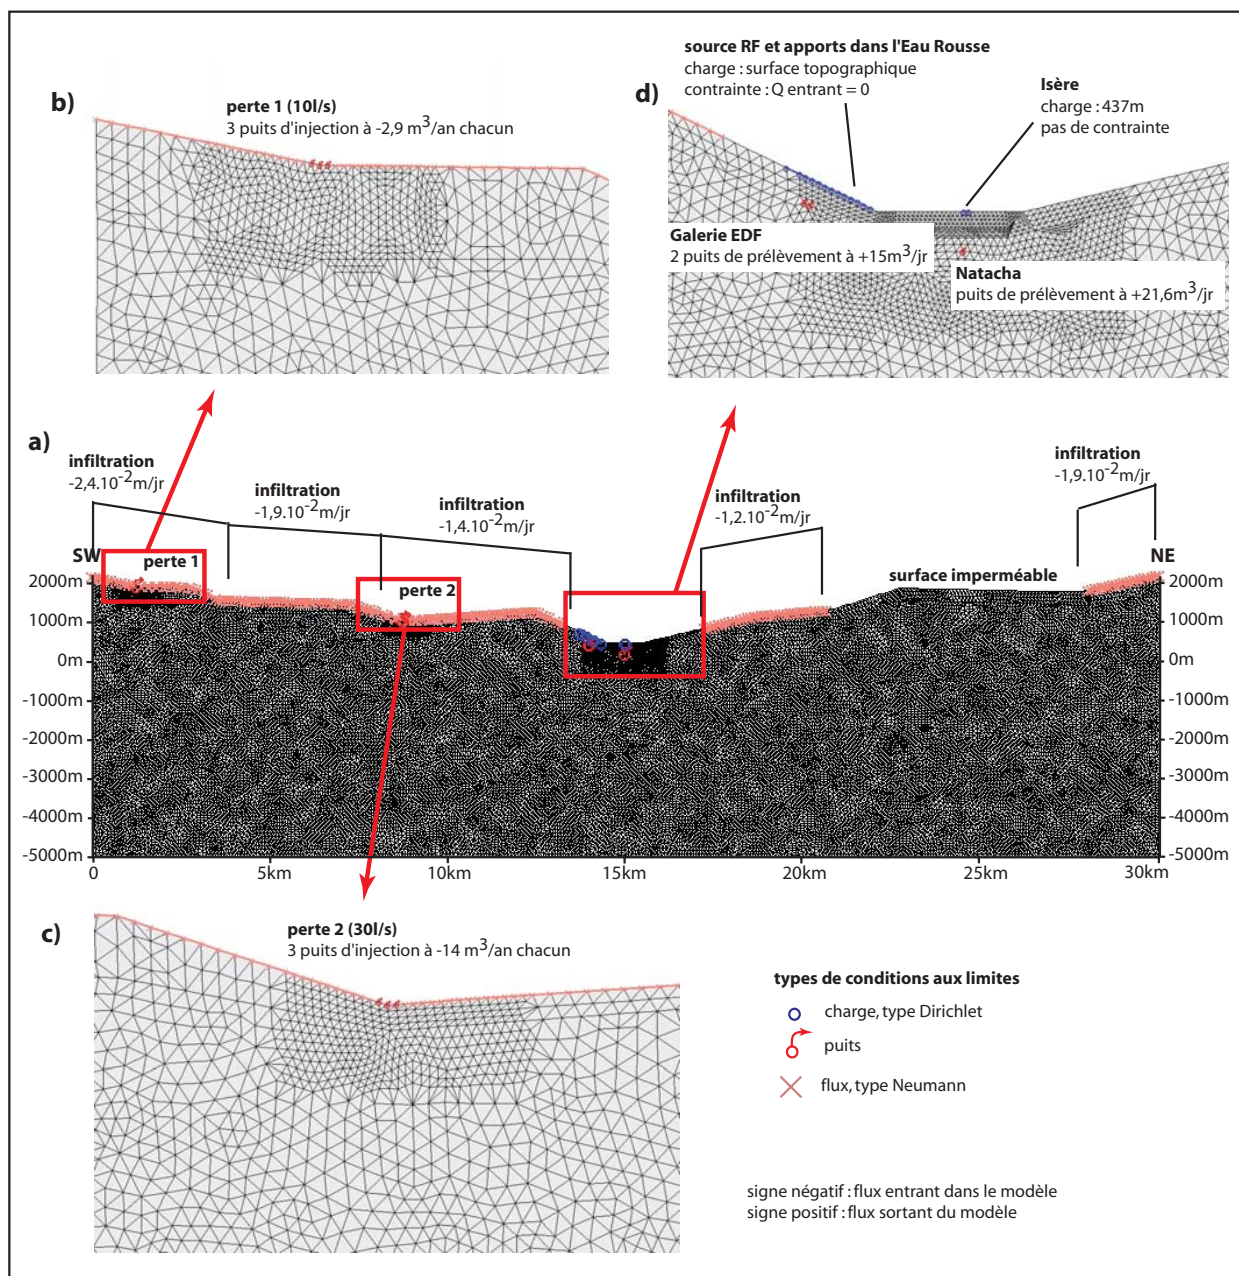 b)
perte 1 (10l/s)
3 puits d'injection à -2,9 m³/an chacun
source RF et apports dans l'Eau Rousse
charge : surface topographique
contrainte : Q entrant = 0
d)
Isère
charge : 437m
pas de contrainte
Galerie EDF
2 puits de prélèvement à +15m³/jr
Natacha
puits de prélèvement à +21,6m³/jr
a)
infiltration
-2,4.10⁻²m/jr
infiltration
-1,9.10⁻²m/jr
infiltration
-1,4.10⁻²m/jr
infiltration
-1,2.10⁻²m/jr
infiltration
-1,9.10⁻²m/jr
SW
perte 1
perte 2
surface imperméable
NE
2000m
1000m
0m
-1000m
-2000m
-3000m
-4000m
-5000m
2000m
1000m
0m
-1000m
-2000m
-3000m
-4000m
-5000m
0
5km
10km
15km
20km
25km
30km
c)
perte 2 (30l/s)
3 puits d'injection à -14 m³/an chacun
types de conditions aux limites
charge, type Dirichlet
puits
flux, type Neumann
signe négatif : flux entrant dans le modèle
signe positif : flux sortant du modèle